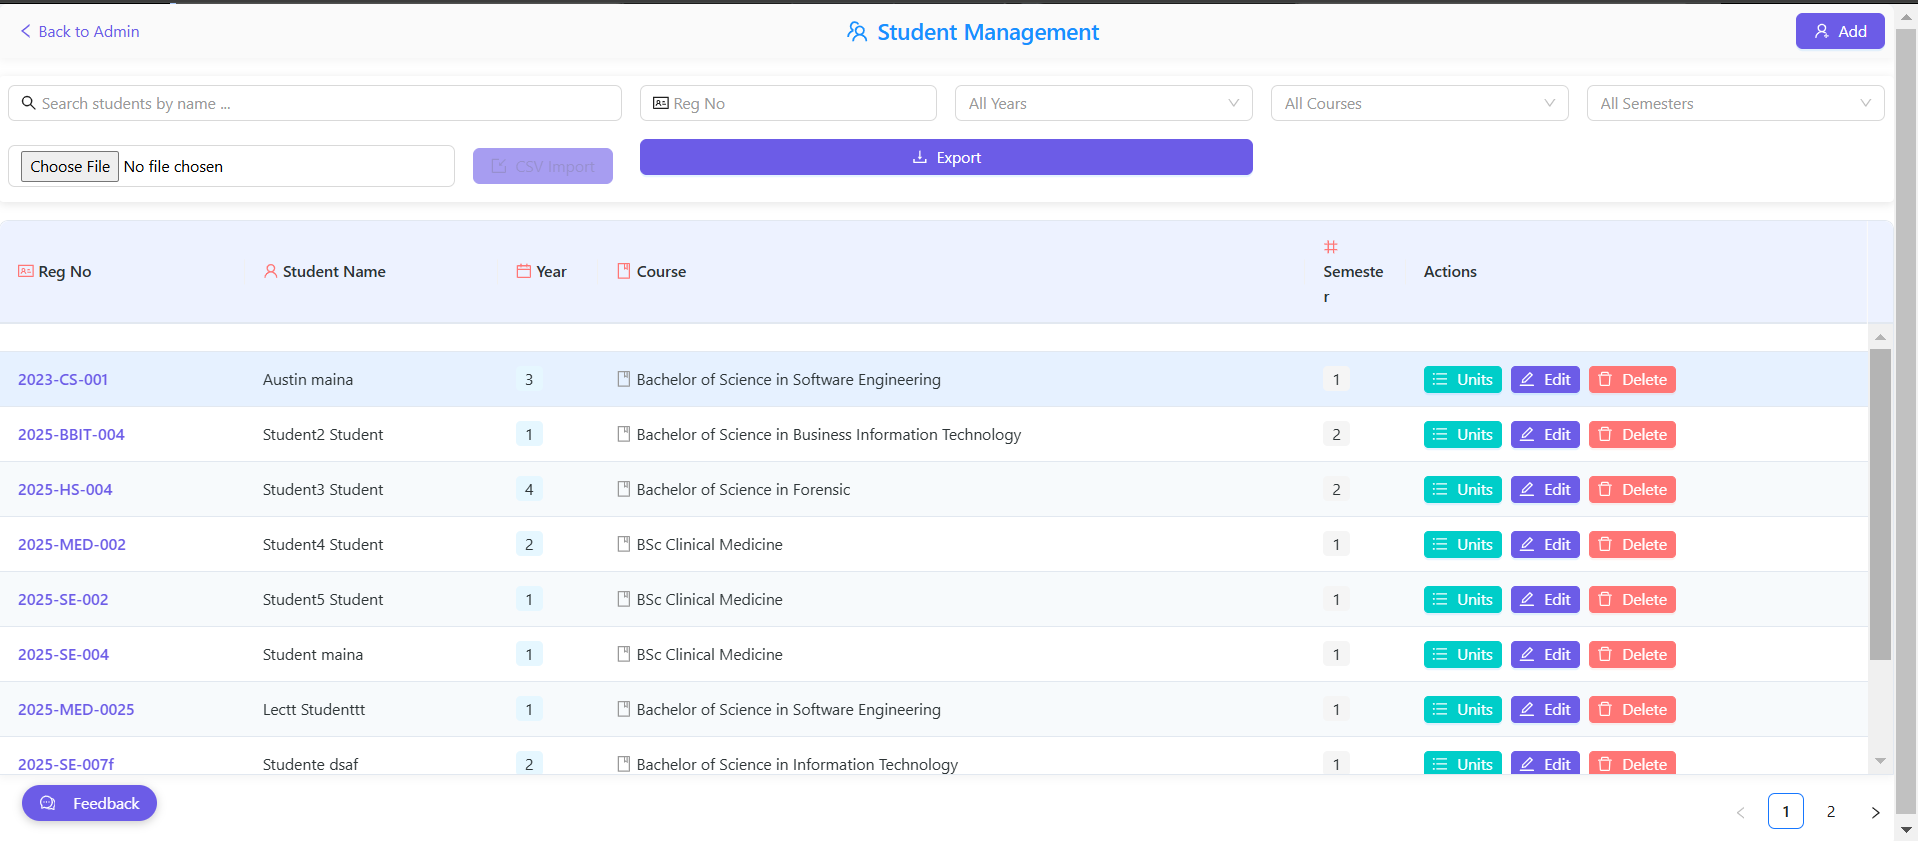 Back to Admin
Student Management
Add
Search students by name ...
Reg No
All Years
All Courses
All Semesters
Choose File No file chosen
CSV Import
Export
Reg No Student Name Year Course Semeste
r Actions
2023-CS-001 Austin maina 3 Bachelor of Science in Software Engineering 1 Units Edit Delete
2025-BBIT-004 Student2 Student 1 Bachelor of Science in Business Information Technology 2 Units Edit Delete
2025-HS-004 Student3 Student 4 Bachelor of Science in Forensic 2 Units Edit Delete
2025-MED-002 Student4 Student 2 BSc Clinical Medicine 1 Units Edit Delete
2025-SE-002 Student5 Student 1 BSc Clinical Medicine 1 Units Edit Delete
2025-SE-004 Student maina 1 BSc Clinical Medicine 1 Units Edit Delete
2025-MED-0025 Lectt Studenttt 1 Bachelor of Science in Software Engineering 1 Units Edit Delete
2025-SE-007f Studente dsaf 2 Bachelor of Science in Information Technology 1 Units Edit Delete
Feedback
1 2